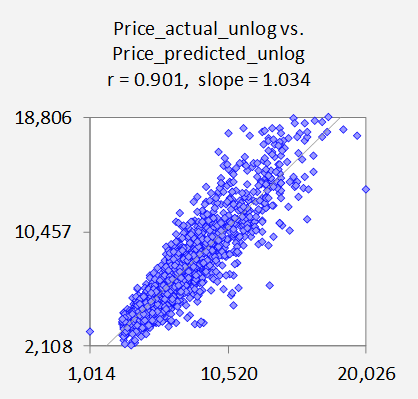 Price_actual_unlog vs.
Price_predicted_unlog
r = 0.901, slope = 1.034
18,806
10,457
2,108
1,014 10,520 20,026